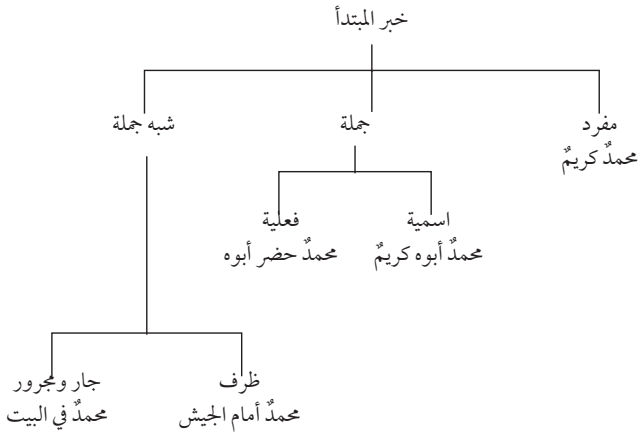 خبر المبتدأ
مفرد
محمدٌ كريمٌ
جملة
شبه جملة
اسمية
محمدٌ أبوه كريمٌ
فعلية
محمدٌ حضر أبوه
ظرف
محمدٌ أمام الجيش
جار ومجرور
محمدٌ في البيت